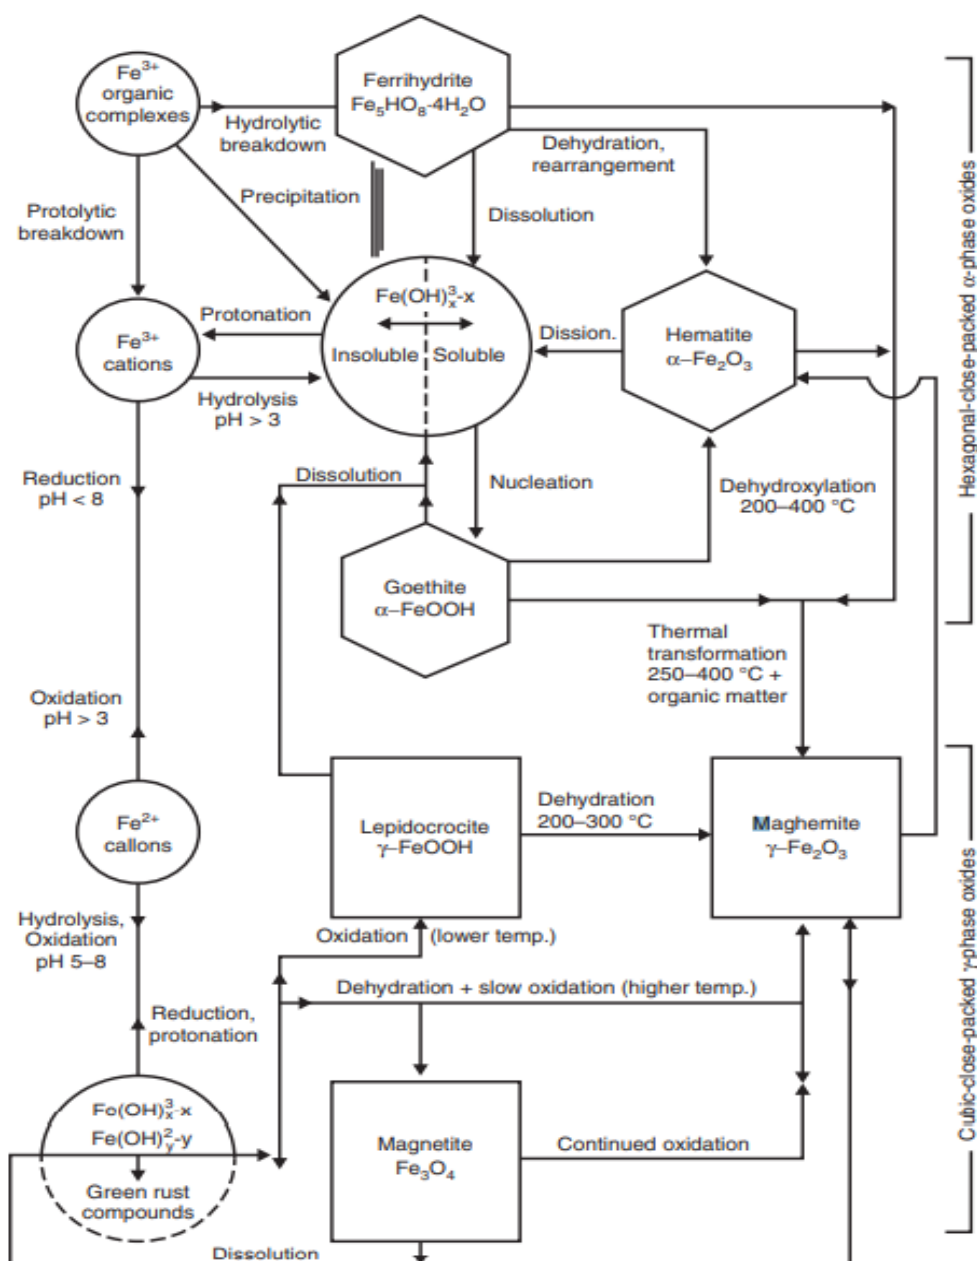 Fe3+
organic
complexes
Ferrihydrite
Fe5HO8-4H2O
Hydrolytic
breakdown
Dehydration,
rearrangement
Precipitation
Dissolution
Protolytic
breakdown
Fe(OH)x3-x
Insoluble
Soluble
Protonation
Fe3+
cations
Hydrolysis
pH > 3
Dission.
Hematite
α–Fe2O3
Reduction
pH < 8
Dissolution
Nucleation
Dehydroxylation
200–400 °C
Goethite
α–FeOOH
Thermal
transformation
250–400 °C +
organic matter
Hexagonal-close-packed α-phase oxides
Oxidation
pH > 3
Fe2+
callons
Lepidocrocite
γ–FeOOH
Dehydration
200–300 °C
Maghemite
γ–Fe2O3
Hydrolysis,
Oxidation
pH 5–8
Oxidation (lower temp.)
Dehydration + slow oxidation (higher temp.)
Reduction,
protonation
Fo(OH)x3-x
Fe(OH)y2-y
Green rust
compounds
Magnetite
Fe3O4
Continued oxidation
Dissolution
Cubic-close-packed γ-phase oxides